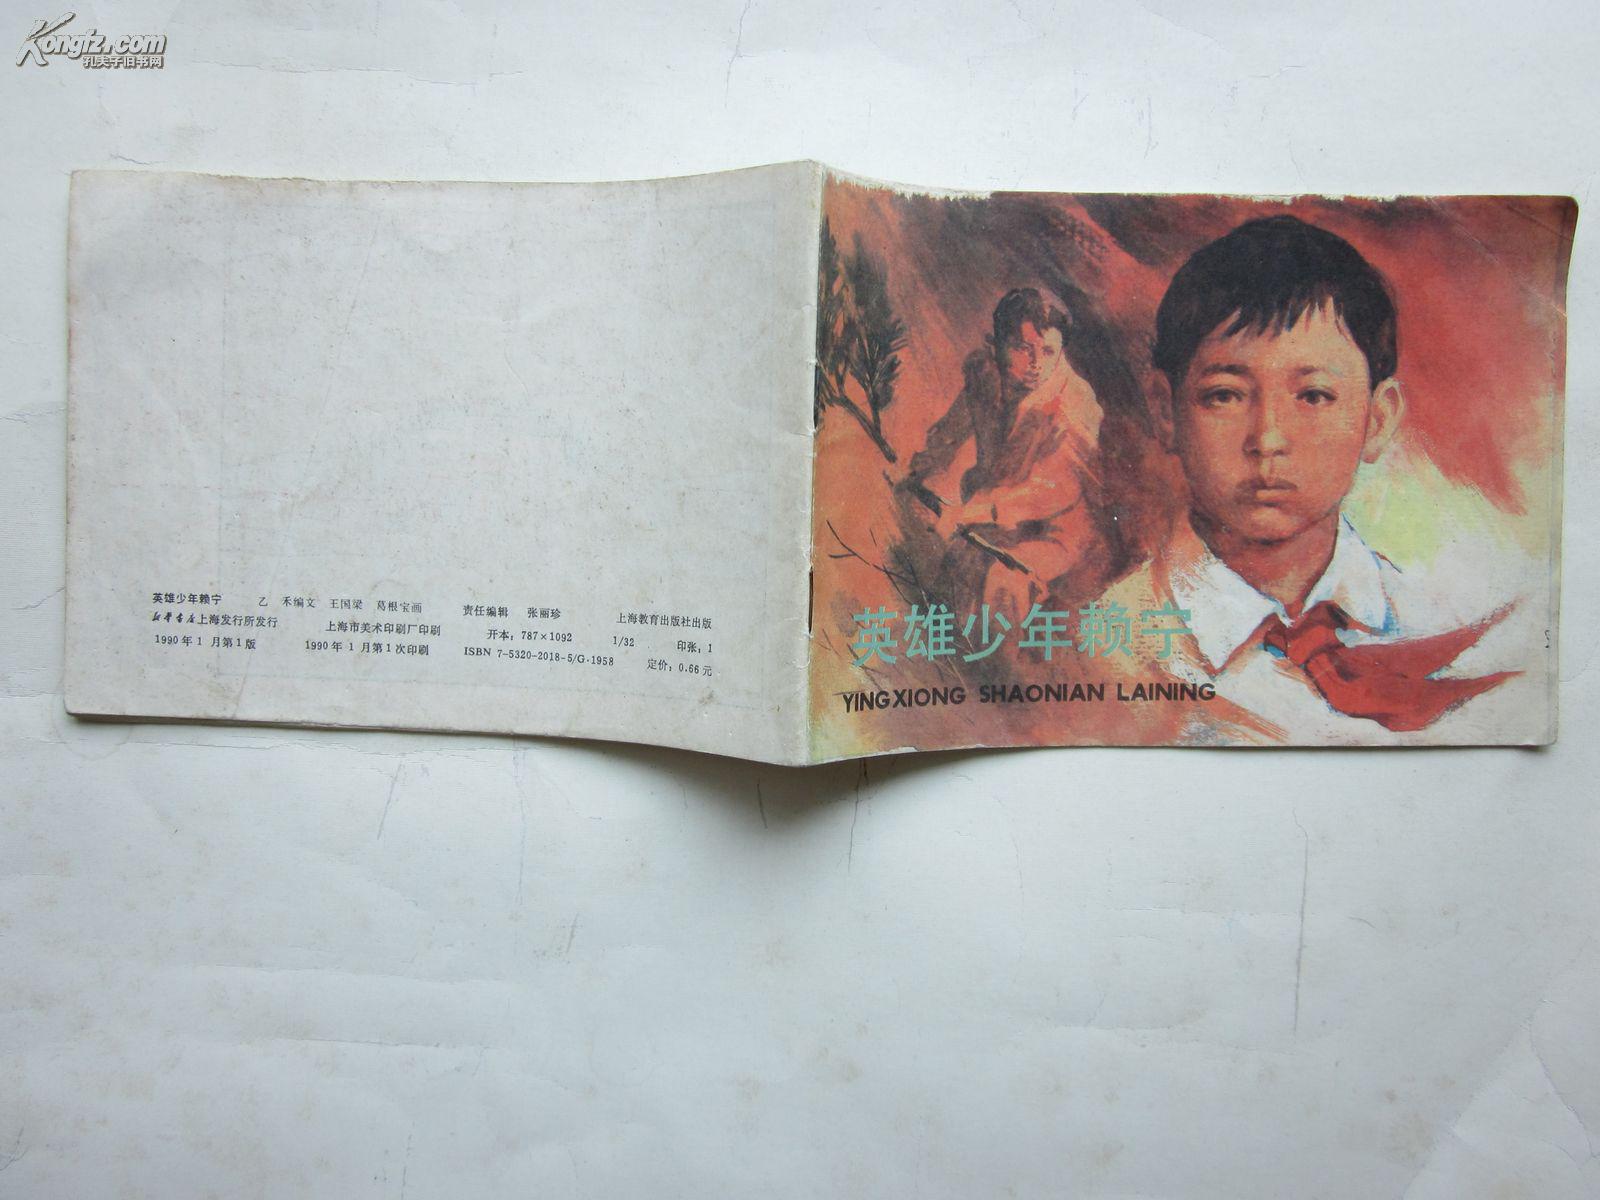 Kongfz.com
孔夫子旧书网
英雄少年赖宁
YINGXIONG SHAONIAN LAINING
英雄少年赖宁
乙 禾编文 王国梁 葛根宝画
责任编辑 张丽珍
上海教育出版社出版
新华书店上海发行所发行
上海市美术印刷厂印刷
开本:787×1092 1/32 印张:1
1990年1月第1版 1990年1月第1次印刷
ISBN 7-5320-2018-5/G·1958 定价:0.66元